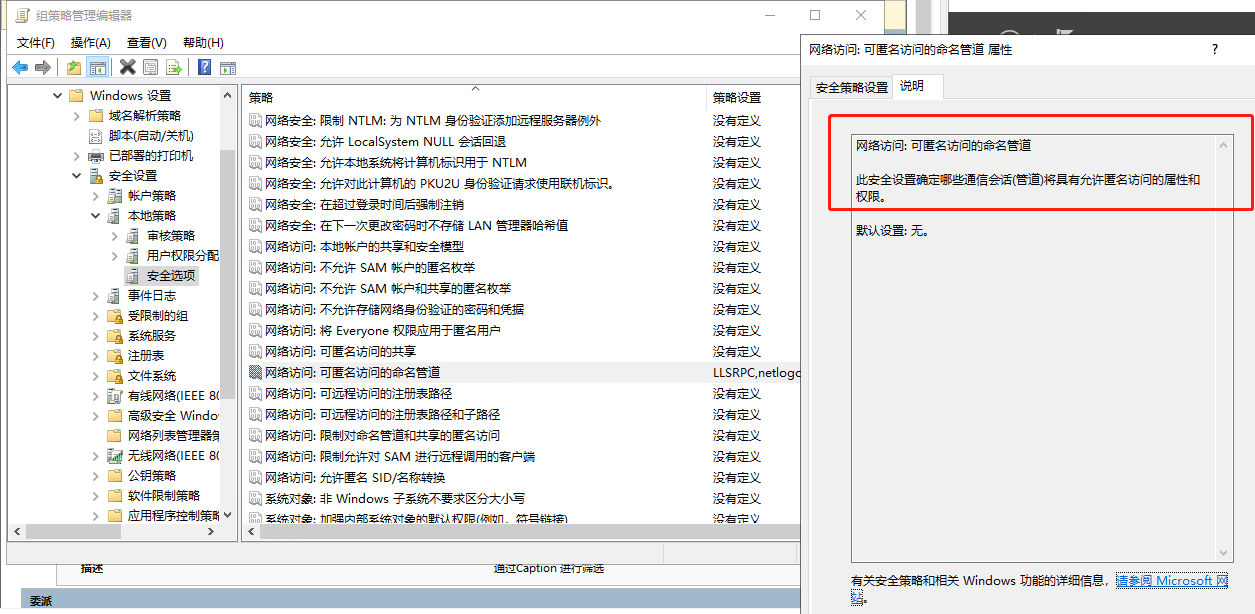 组策略管理编辑器
文件(F) 操作(A) 查看(V) 帮助(H)
Windows 设置
域名解析策略
脚本(启动/关机)
已部署的打印机
安全设置
帐户策略
本地策略
审核策略
用户权限分配
安全选项
事件日志
受限制的组
系统服务
注册表
文件系统
有线网络(IEEE 80
高级安全 Windo
网络列表管理器策
无线网络(IEEE 80
公钥策略
软件限制策略
应用程序控制策略
策略 策略设置
网络安全: 限制 NTLM: 为 NTLM 身份验证添加远程服务器例外 没有定义
网络安全: 允许 LocalSystem NULL 会话回退 没有定义
网络安全: 允许本地系统将计算机标识用于 NTLM 没有定义
网络安全: 允许对此计算机的 PKU2U 身份验证请求使用联机标识。 没有定义
网络安全: 在超过登录时间后强制注销 没有定义
网络安全: 在下一次更改密码时不存储 LAN 管理器哈希值 没有定义
网络访问: 本地帐户的共享和安全模型 没有定义
网络访问: 不允许 SAM 帐户的匿名枚举 没有定义
网络访问: 不允许 SAM 帐户和共享的匿名枚举 没有定义
网络访问: 不允许存储网络身份验证的密码和凭据 没有定义
网络访问: 将 Everyone 权限应用于匿名用户 没有定义
网络访问: 可匿名访问的共享 没有定义
网络访问: 可匿名访问的命名管道 LLSRPC,netlogo
网络访问: 可远程访问的注册表路径 没有定义
网络访问: 可远程访问的注册表路径和子路径 没有定义
网络访问: 限制对命名管道和共享的匿名访问 没有定义
网络访问: 限制允许对 SAM 进行远程调用的客户端 没有定义
网络访问: 允许匿名 SID/名称转换 没有定义
系统对象: 非 Windows 子系统不要求区分大小写 没有定义
系统对象: 加强内部系统对象的默认权限(例如，符号链接) 没有定义
描述 通过Caption 进行筛选
委派
网络访问: 可匿名访问的命名管道 属性 ?
安全策略设置 说明
网络访问: 可匿名访问的命名管道
此安全设置确定哪些通信会话(管道)将具有允许匿名访问的属性和
权限。
默认设置: 无。
有关安全策略和相关 Windows 功能的详细信息，请参阅 Microsoft 网
站。